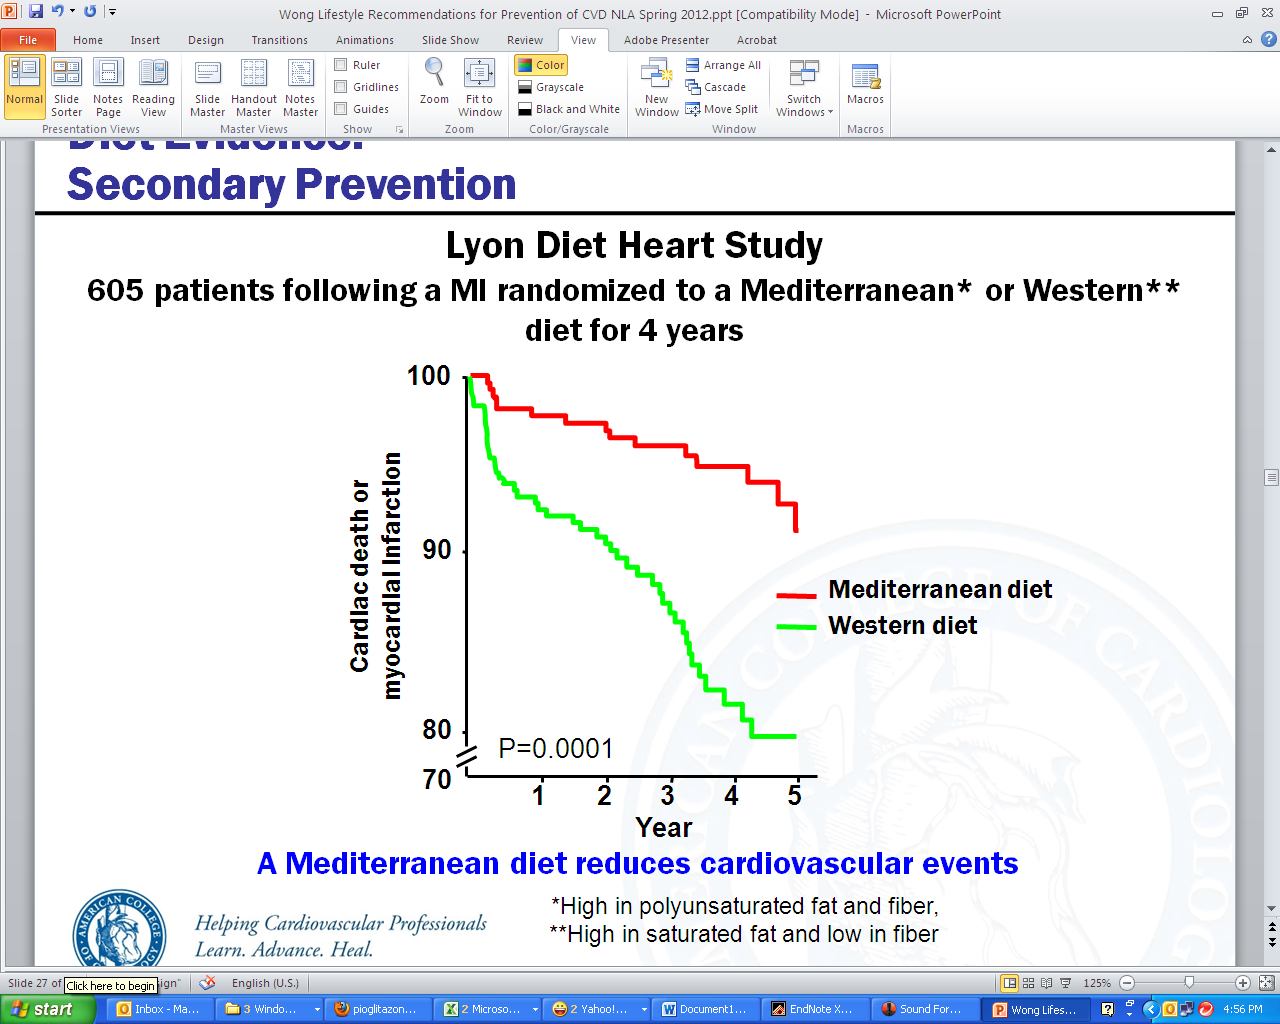 Wong Lifestyle Recommendations for Prevention of CVD NLA Spring 2012.ppt [Compatibility Mode] - Microsoft PowerPoint
File Home Insert Design Transitions Animations Slide Show Review View Adobe Presenter Acrobat
Normal Slide Sorter Notes Page Reading View
Presentation Views
Slide Master Handout Master Notes Master
Master Views
Ruler
Gridlines
Guides
Show
Zoom Fit to Window
Zoom
Color
Grayscale
Black and White
Color/Grayscale
New Window
Arrange All
Cascade
Move Split
Switch Windows
Window
Macros
Macros
Diet Evidence:
Secondary Prevention
Lyon Diet Heart Study
605 patients following a MI randomized to a Mediterranean* or Western**
diet for 4 years
Cardiac death or
myocardial Infarction
100
90
80
70
P=0.0001
Mediterranean diet
Western diet
1 2 3 4 5
Year
A Mediterranean diet reduces cardiovascular events
*High in polyunsaturated fat and fiber,
**High in saturated fat and low in fiber
AMERICAN COLLEGE OF CARDIOLOG
Helping Cardiovascular Professionals
Learn. Advance. Heal.
Slide 27 of
Click here to begin
English (U.S.)
125%
start
Inbox - Ma...
3 Windo...
pioglitazon...
2 Microso...
2 Yahoo!...
Document1...
EndNote X...
Sound For...
Wong Lifes...
4:56 PM